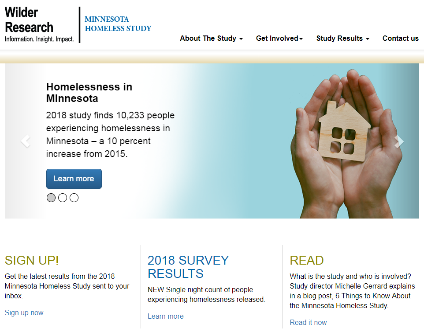 Wilder
Research
Information. Insight. Impact.
MINNESOTA
HOMELESS STUDY
About The Study
Get Involved
Study Results
Contact us
Homelessness in
Minnesota
2018 study finds 10,233 people
experiencing homelessness in
Minnesota – a 10 percent
increase from 2015.
Learn more
SIGN UP!
Get the latest results from the 2018
Minnesota Homeless Study sent to your
inbox
Sign up now
2018 SURVEY
RESULTS
NEW Single night count of people
experiencing homelessness released.
Learn more
READ
What is the study and who is involved?
Study director Michelle Gerrard explains
in a blog post, 6 Things to Know About
the Minnesota Homeless Study.
Read it now